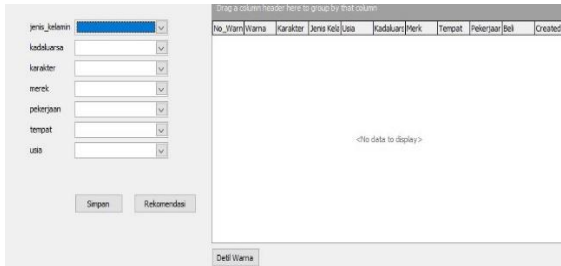 Drag a column header here to group by that column
jenis_kelamin
No_Warn Warna Karakter Jenis Kela Usia Kadaluars Merk Tempat Pekerjaar Beli Created
kadaluarsa
karakter
merek
pekerjaan
tempat
<No data to display>
usia
Simpan Rekomendasi
Detil Warna